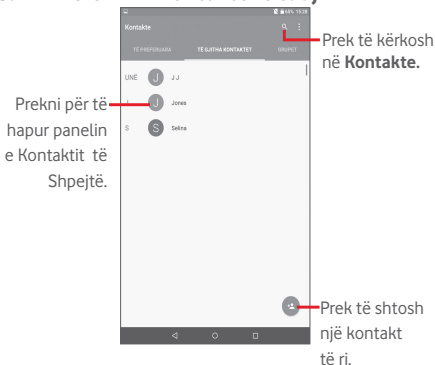 Kontakte
TË PREFERUARA TË GJITHA KONTAKTET GRUPET
UNË J J J
J Jones
S S Selina
Prek të kërkosh
në Kontakte.
Prekni për të
hapur panelin
e Kontaktit të
Shpejtë.
Prek të shtosh
një kontakt
të ri.